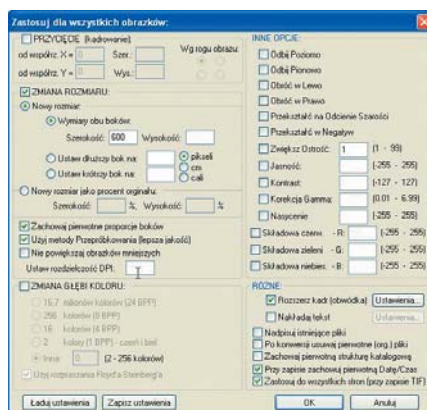 Zastosuj dla wszystkich obrazków:
PRZYCIĘCIE (kadrowanie)
od współrz. X = 0 Szer.:
od współrz. Y = 0 Wys.:
Wg rogu obrazu:
ZMIANA ROZMIARU:
Nowy rozmiar:
Wymiary obu boków:
Szerokość: 600 Wysokość:
Ustaw dłuższy bok na:
Ustaw krótszy bok na:
pikseli
cm
cali
Nowy rozmiar jako procent orginału:
Szerokość: %, Wysokość: %
Zachowaj pierwotne proporcje boków
Użyj metody Przepróbkowania (lepsza jakość)
Nie powiększaj obrazków mniejszych
Ustaw rozdzielczość DPI:
ZMIANA GŁĘBI KOLORU:
16,7 milionów kolorów (24 BPP)
256 kolorów (8 BPP)
16 kolorów (4 BPP)
2 kolory (1 BPP) - czerń i biel
Inna: 0 (2 - 256 kolorów)
Użyj rozpraszania Floyd'a Steinberg'a
Ładuj ustawienia
Zapisz ustawienia
INNE OPCJE:
Odbij Poziomo
Odbij Pionowo
Obróć w Lewo
Obróć w Prawo
Przekształć na Odcienie Szarości
Przekształć w Negatyw
Zwiększ Ostrość: 1 (1 - 99)
Jasność: (-255 - 255)
Kontrast: (-127 - 127)
Korekcja Gamma: (0.01 - 6.99)
Nasycenie (-255 - 255)
Składowa czerw. - R: (-255 - 255)
Składowa zieleni - G: (-255 - 255)
Składowa niebies. - B: (-255 - 255)
RÓŻNE:
Rozszerz kadr (obwódka) Ustawienia...
Nakładaj tekst Ustawienia...
Nadpisuj istniejące pliki
Po konwersji usuwaj pierwotne (org.) pliki
Zachowaj pierwotną strukturę katalogową
Przy zapisie zachowaj pierwotną Datę/Czas
Zastosuj do wszystkich stron (przy zapisie TIF)
OK
Anuluj